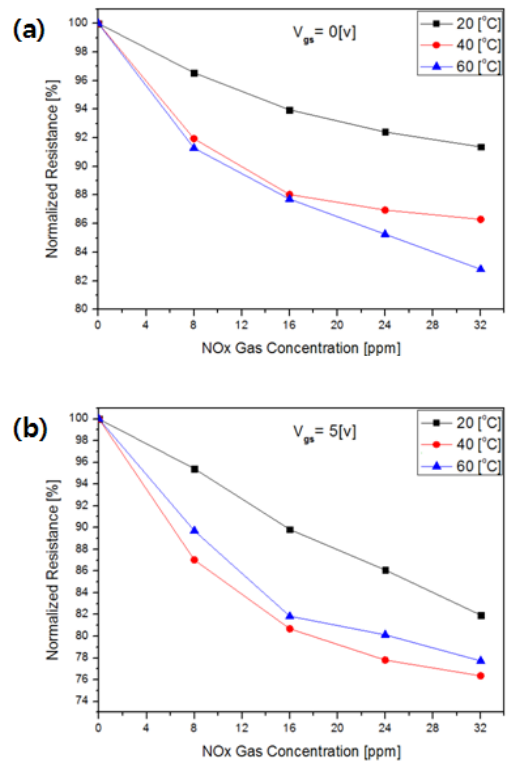 (a)
V_gs = 0[v]
20 [°C]
40 [°C]
60 [°C]
Normalized Resistance [%]
100
98
96
94
92
90
88
86
84
82
80
0 4 8 12 16 20 24 28 32
NOx Gas Concentration [ppm]
(b)
V_gs = 5[v]
20 [°C]
40 [°C]
60 [°C]
Normalized Resistance [%]
100
98
96
94
92
90
88
86
84
82
80
78
76
74
0 4 8 12 16 20 24 28 32
NOx Gas Concentration [ppm]